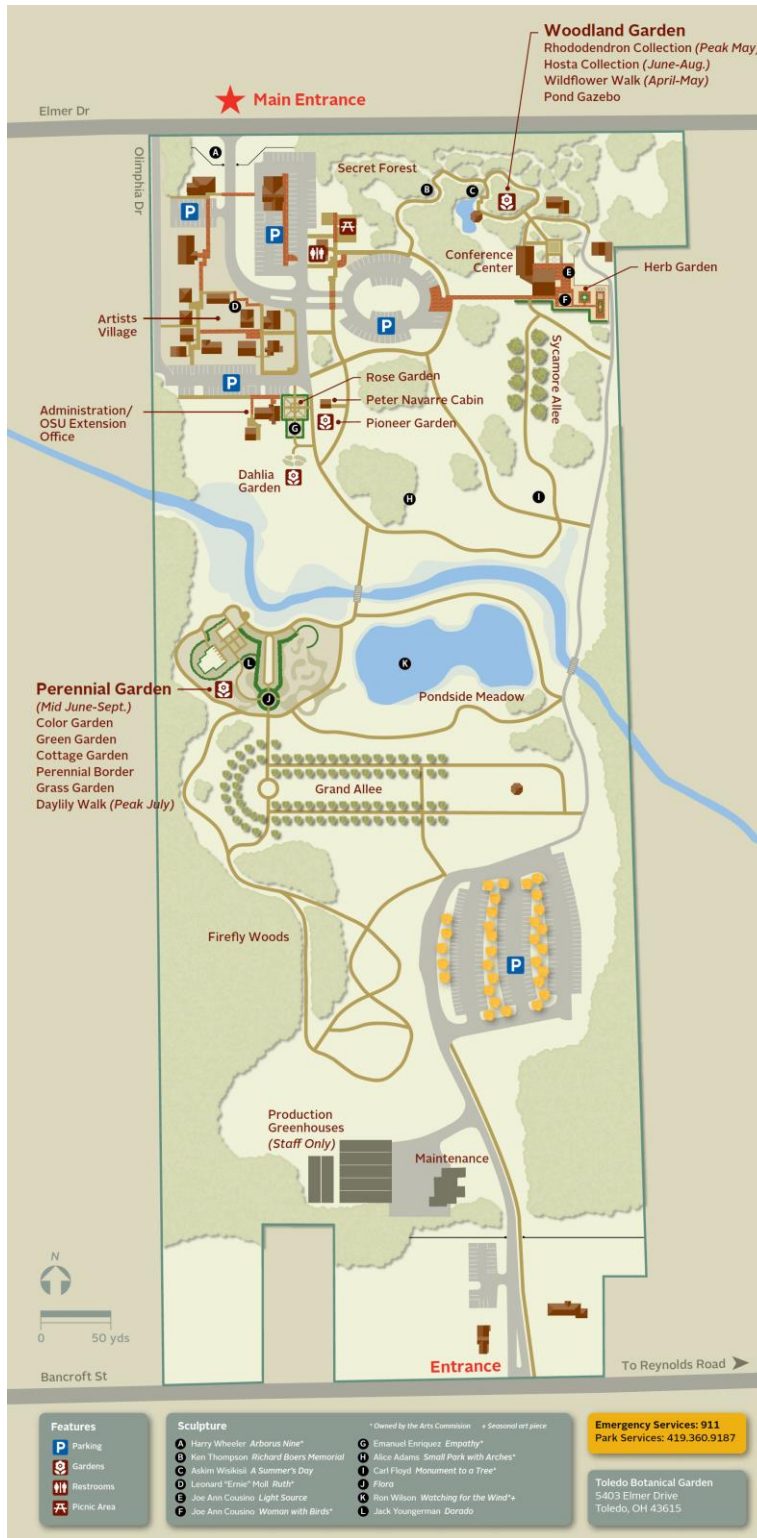 Woodland Garden
Rhododendron Collection (Peak May)
Hosta Collection (June-Aug.)
Wildflower Walk (April-May)
Pond Gazebo
Main Entrance
Elmer Dr
Olimphia Dr
A
Secret Forest
B
C
P
P
Conference
Center
E
Herb Garden
F
D
Artists
Village
P
P
Sycamore Allee
Rose Garden
Peter Navarre Cabin
Pioneer Garden
Administration/
OSU Extension
Office
G
Dahlia
Garden
H
I
L
K
J
Pondside Meadow
Perennial Garden
(Mid June-Sept.)
Color Garden
Green Garden
Cottage Garden
Perennial Border
Grass Garden
Daylily Walk (Peak July)
Grand Allee
Firefly Woods
P
Production
Greenhouses
(Staff Only)
Maintenance
N
0 50 yds
Entrance
To Reynolds Road
Bancroft St
Features
P Parking
Gardens
Restrooms
Picnic Area
Sculpture
* Owned by the Arts Commision + Seasonal art piece
A Harry Wheeler Arborus Nine*
B Ken Thompson Richard Boers Memorial
C Askim Wisikisii A Summer's Day
D Leonard "Ernie" Moll Ruth*
E Joe Ann Cousino Light Source
F Joe Ann Cousino Woman with Birds*
G Emanuel Enriquez Empathy*
H Alice Adams Small Park with Arches*
I Carl Floyd Monument to a Tree*
J Flora
K Ron Wilson Watching for the Wind*+
L Jack Youngerman Dorado
Emergency Services: 911
Park Services: 419.360.9187
Toledo Botanical Garden
5403 Elmer Drive
Toledo, OH 43615